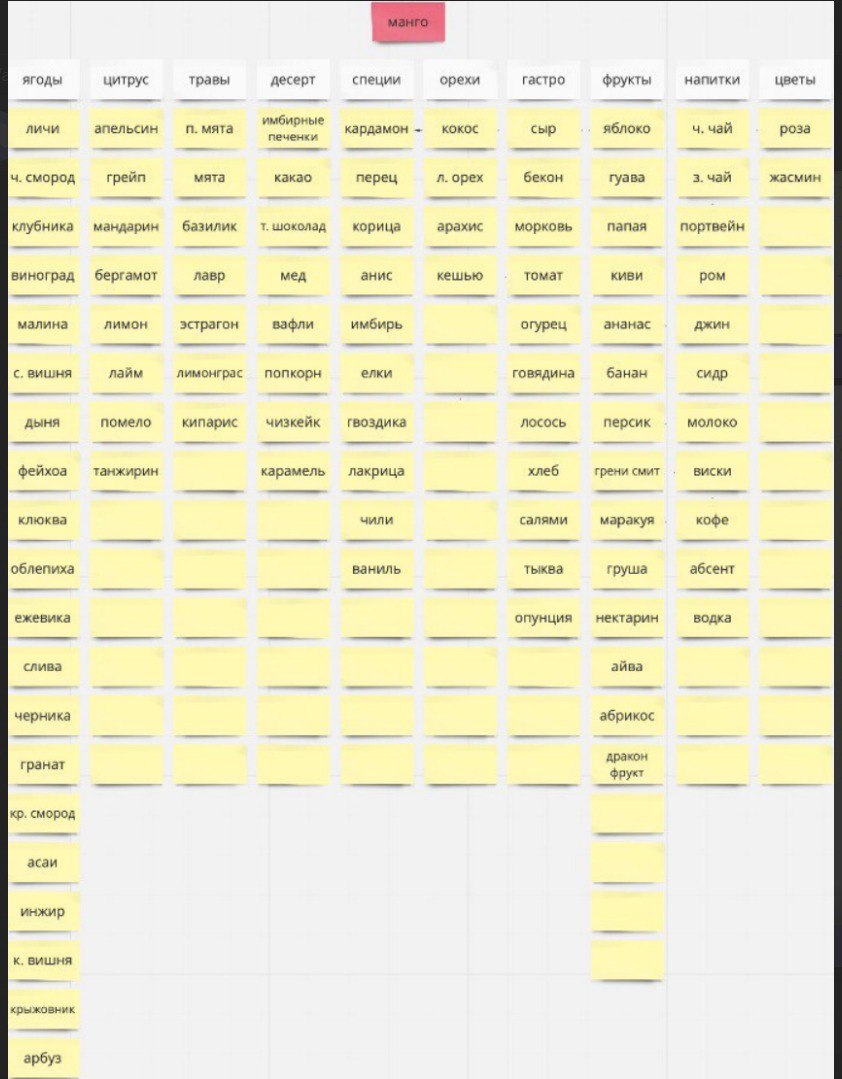 манго
ягоды цитрус травы десерт специи орехи гастро фрукты напитки цветы
личи апельсин п. мята имбирные печенки кардамон кокос сыр яблоко ч. чай роза
ч. смород грейп мята какао перец л. орех бекон гуава з. чай жасмин
клубника мандарин базилик т. шоколад корица арахис морковь папая портвейн
виноград бергамот лавр мед анис кешью томат киви ром
малина лимон эстрагон вафли имбирь огурец ананас джин
с. вишня лайм лимонграс попкорн елки говядина банан сидр
дыня помело кипарис чизкейк гвоздика лосось персик молоко
фейхоа танжирин карамель лакрица хлеб грени смит виски
клюква чили салями маракуя кофе
облепиха ваниль тыква груша абсент
ежевика опунция нектарин водка
слива айва
черника абрикос
гранат дракон фрукт
кр. смород
асаи
инжир
к. вишня
крыжовник
арбуз